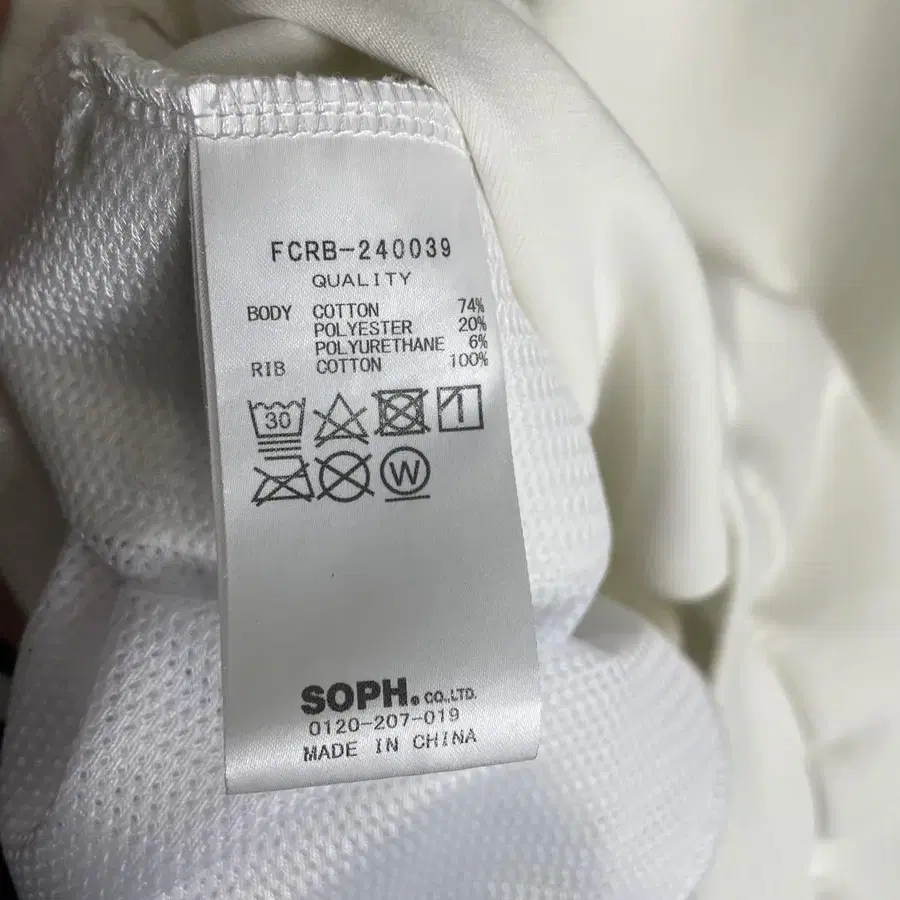 FCRB-240039
QUALITY
BODY COTTON 74%
POLYESTER 20%
POLYURETHANE 6%
RIB COTTON 100%
30
W
SOPH. CO.,LTD.
0120-207-019
MADE IN CHINA